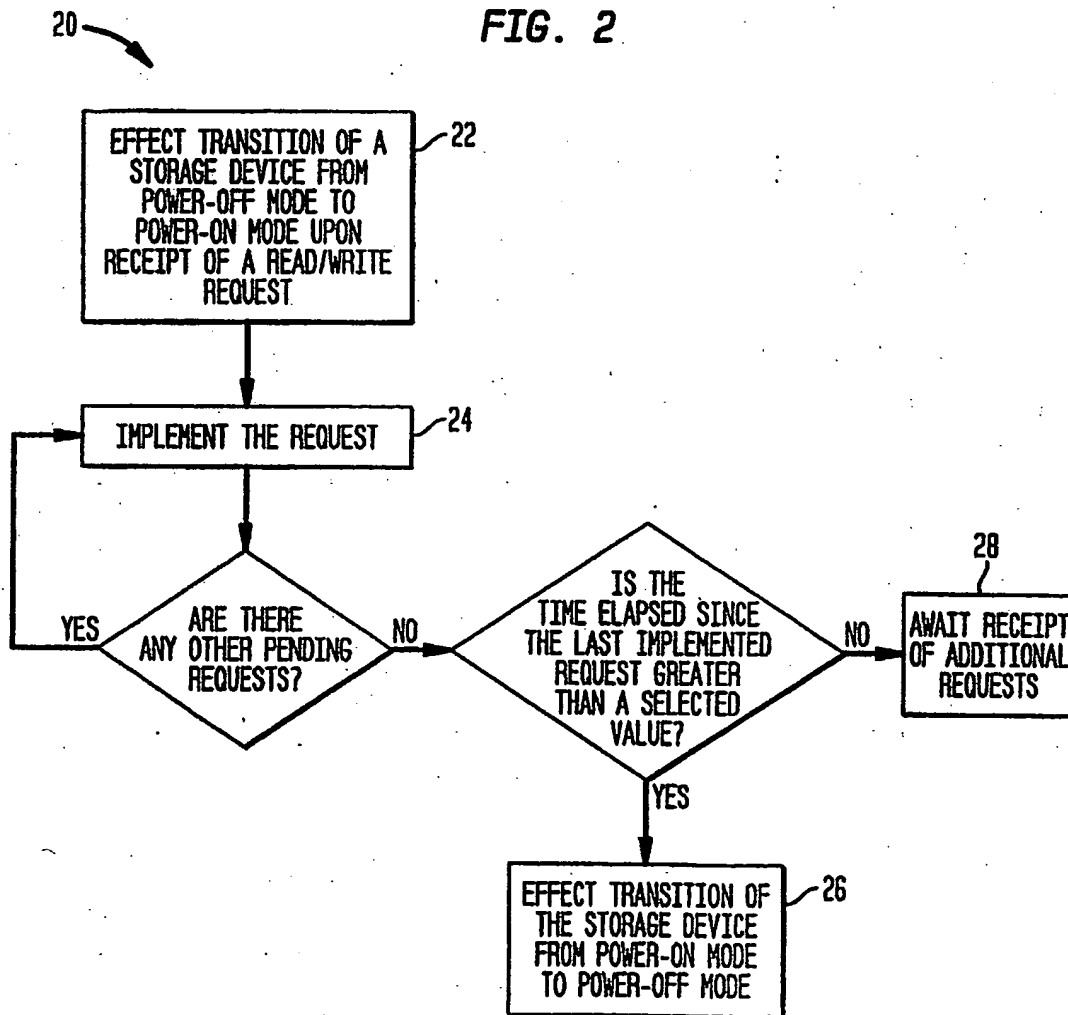 FIG. 2
20
EFFECT TRANSITION OF A
STORAGE DEVICE FROM
POWER-OFF MODE TO
POWER-ON MODE UPON
RECEIPT OF A READ/WRITE
REQUEST
22
IMPLEMENT THE REQUEST
24
ARE THERE
ANY OTHER PENDING
REQUESTS?
YES
NO
IS THE
TIME ELAPSED SINCE
THE LAST IMPLEMENTED
REQUEST GREATER
THAN A SELECTED
VALUE?
NO
YES
28
AWAIT RECEIPT
OF ADDITIONAL
REQUESTS
EFFECT TRANSITION OF
THE STORAGE DEVICE
FROM POWER-ON MODE
TO POWER-OFF MODE
26